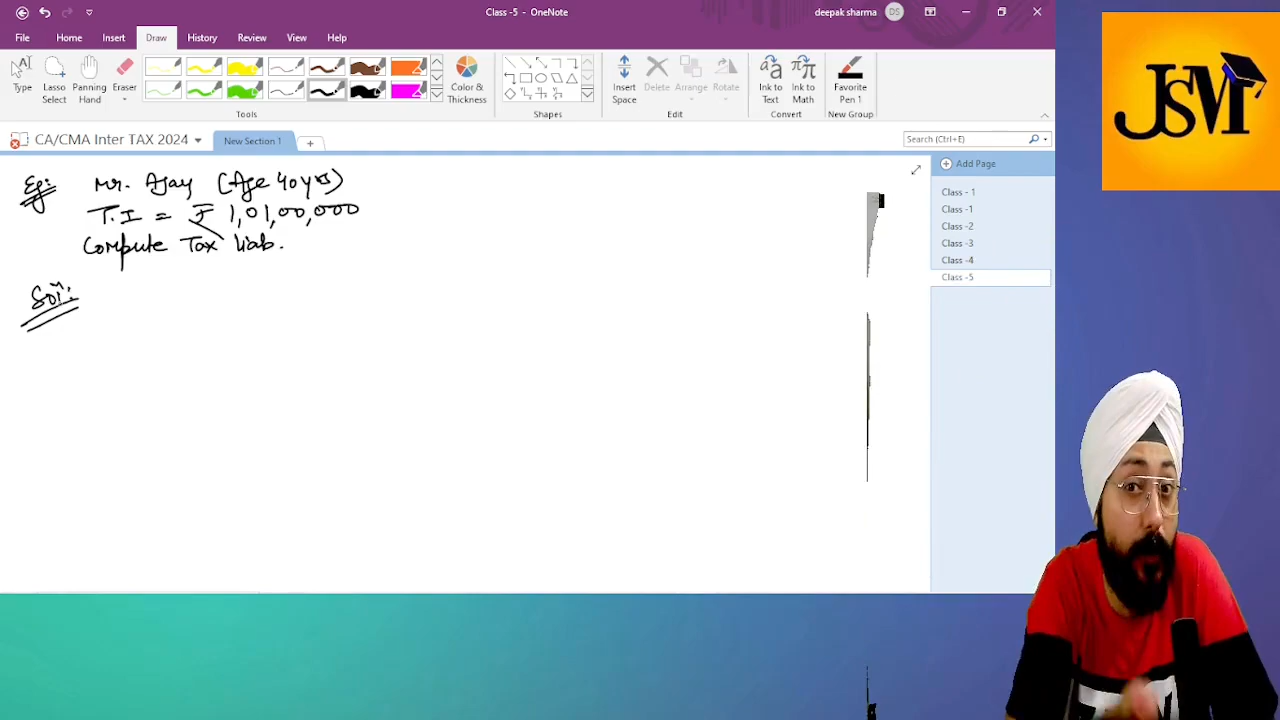 Class -5 - OneNote
deepak sharma DS
File Home Insert Draw History Review View Help
Type
Lasso Select
Panning Hand
Eraser
Color & Thickness
Insert Space
Delete
Arrange
Rotate
Ink to Text
Ink to Math
Favorite Pen 1
Tools
Shapes
Edit
Convert
New Group
CA/CMA Inter TAX 2024
New Section 1
Search (Ctrl+E)
Add Page
Class - 1
Class -1
Class -2
Class -3
Class -4
Class -5
Eg:
Mr. Ajay (Age 40 yrs)
T.I = ₹ 1,01,00,000
Compute Tax liab.
Solⁿ:
JSM